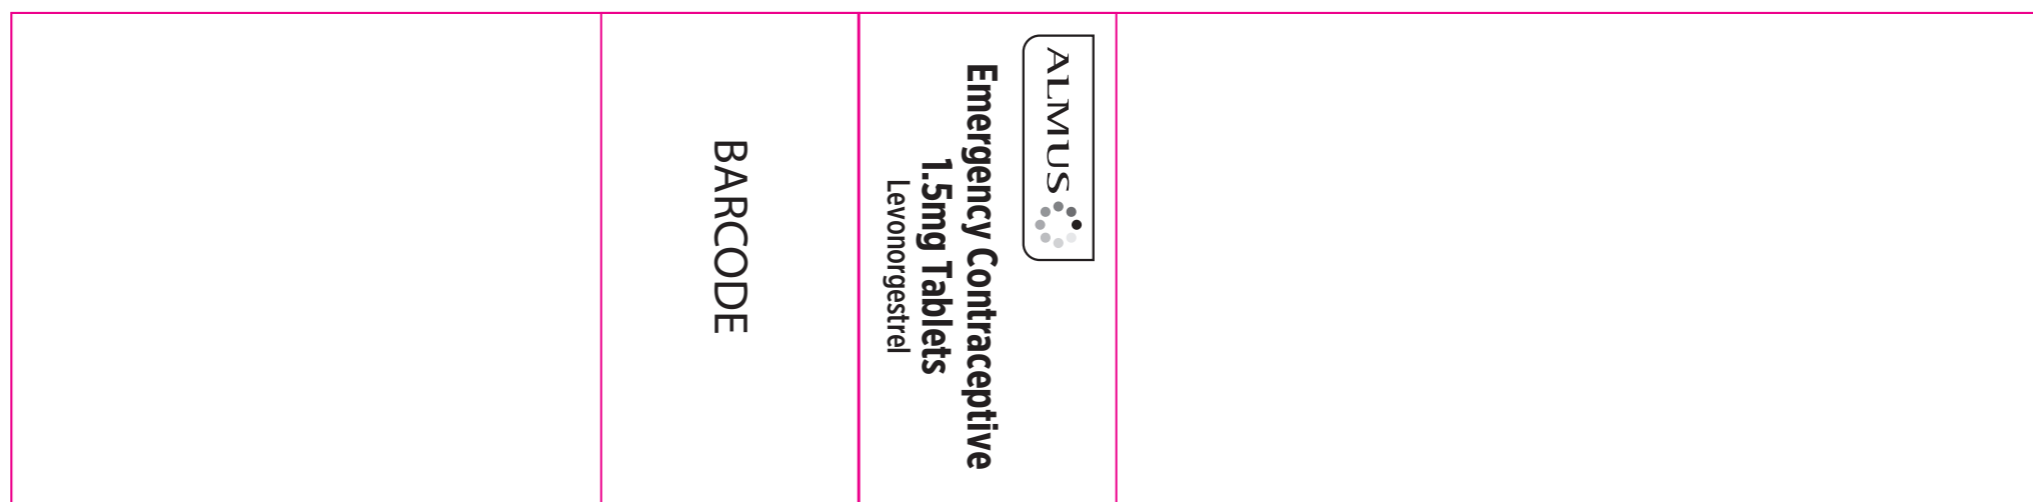 BARCODE
ALMUS
Emergency Contraceptive
1.5mg Tablets
Levonorgestrel